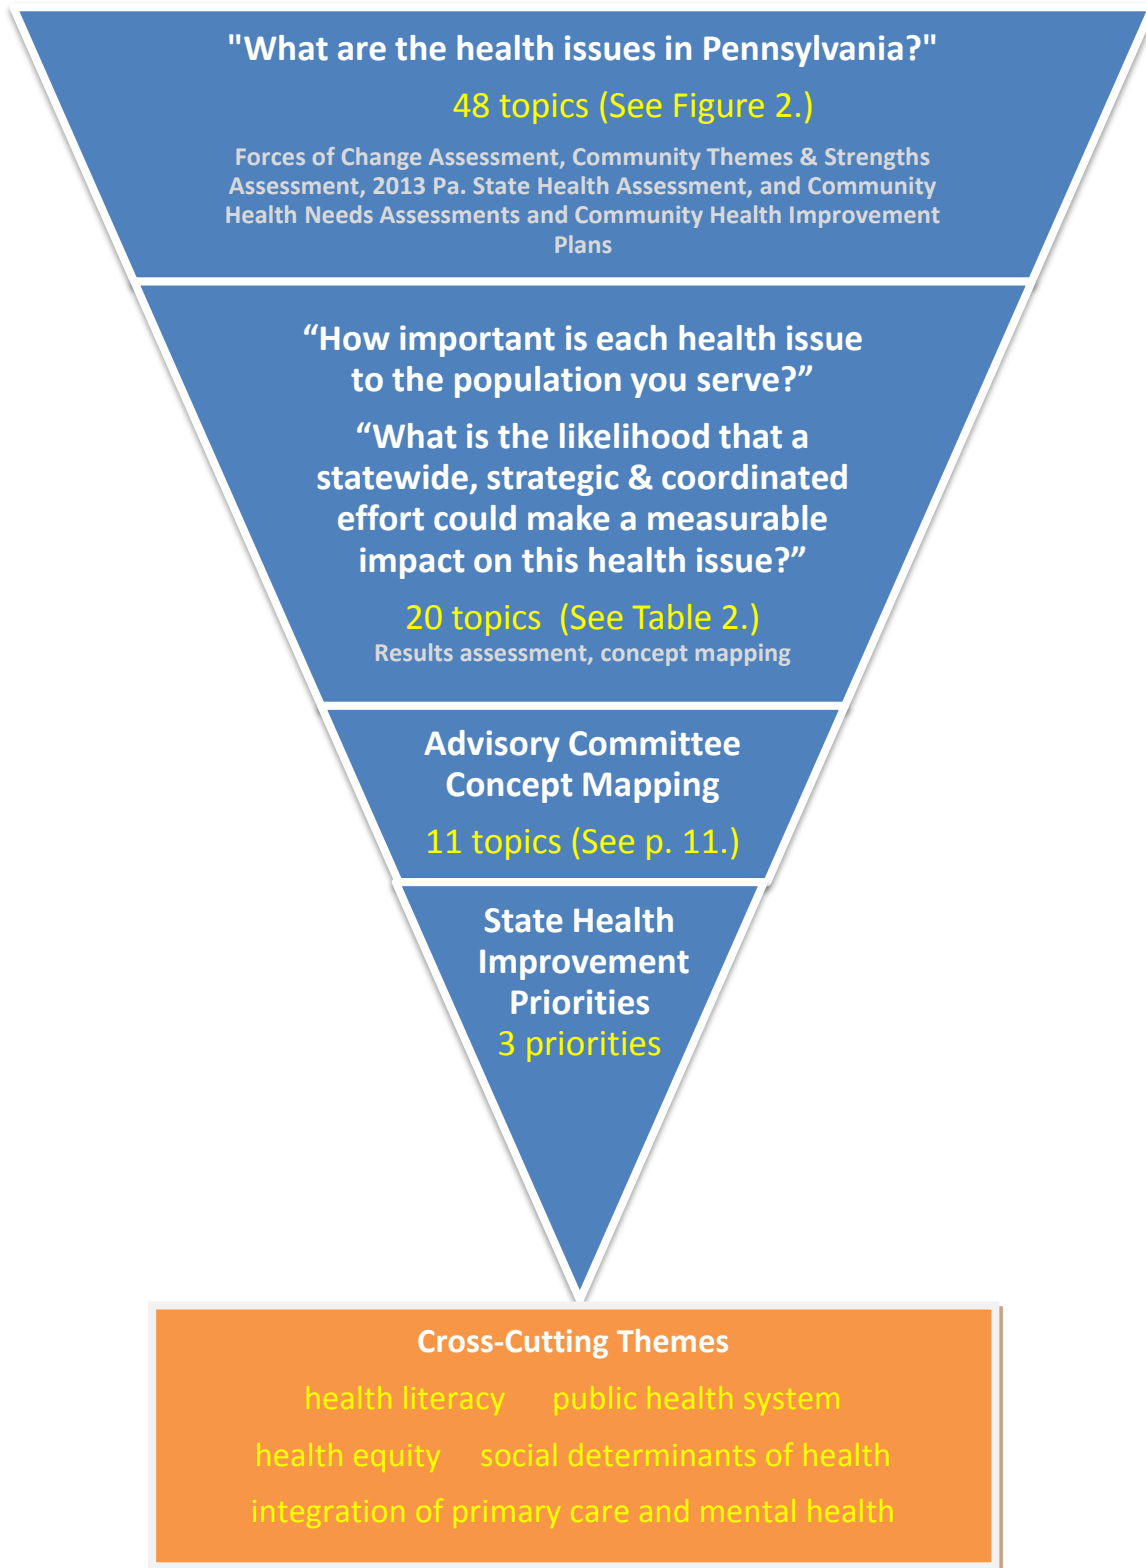 "What are the health issues in Pennsylvania?"
48 topics (See Figure 2.)
Forces of Change Assessment, Community Themes & Strengths
Assessment, 2013 Pa. State Health Assessment, and Community
Health Needs Assessments and Community Health Improvement
Plans
“How important is each health issue
to the population you serve?”
“What is the likelihood that a
statewide, strategic & coordinated
effort could make a measurable
impact on this health issue?”
20 topics  (See Table 2.)
Results assessment, concept mapping
Advisory Committee
Concept Mapping
11 topics (See p. 11.)
State Health
Improvement
Priorities
3 priorities
Cross-Cutting Themes
health literacy public health system
health equity social determinants of health
integration of primary care and mental health